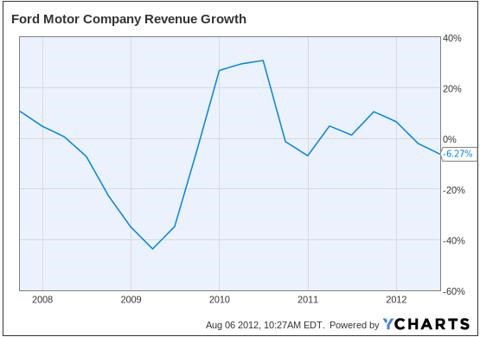 Ford Motor Company Revenue Growth
40%
20%
0%
-6.27%
-20%
-40%
-60%
2008 2009 2010 2011 2012
Aug 06 2012, 10:27AM EDT. Powered by YCHARTS